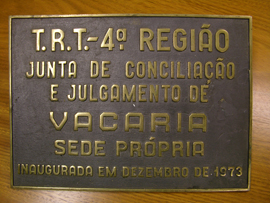 T.R.T.-4ª REGIÃO
JUNTA DE CONCILIAÇÃO
E JULGAMENTO DE
VACARIA
SEDE PRÓPRIA
INAUGURADA EM DEZEMBRO DE 1973